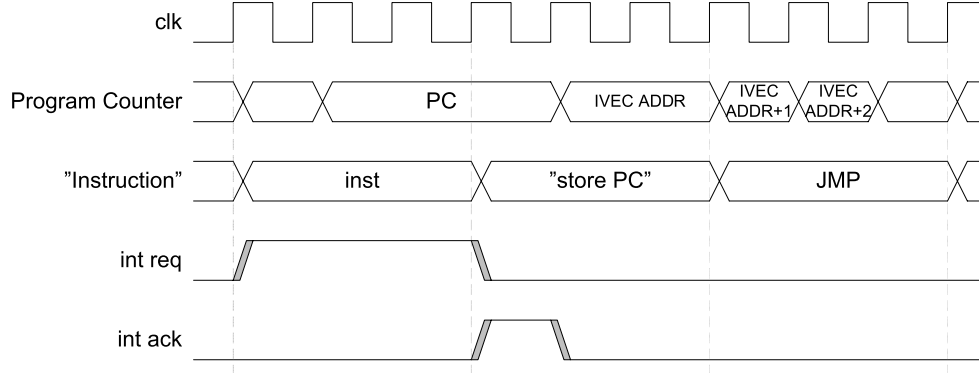 clk
Program Counter
PC
IVEC ADDR
IVEC
ADDR+1
IVEC
ADDR+2
”Instruction”
inst
”store PC”
JMP
int req
int ack